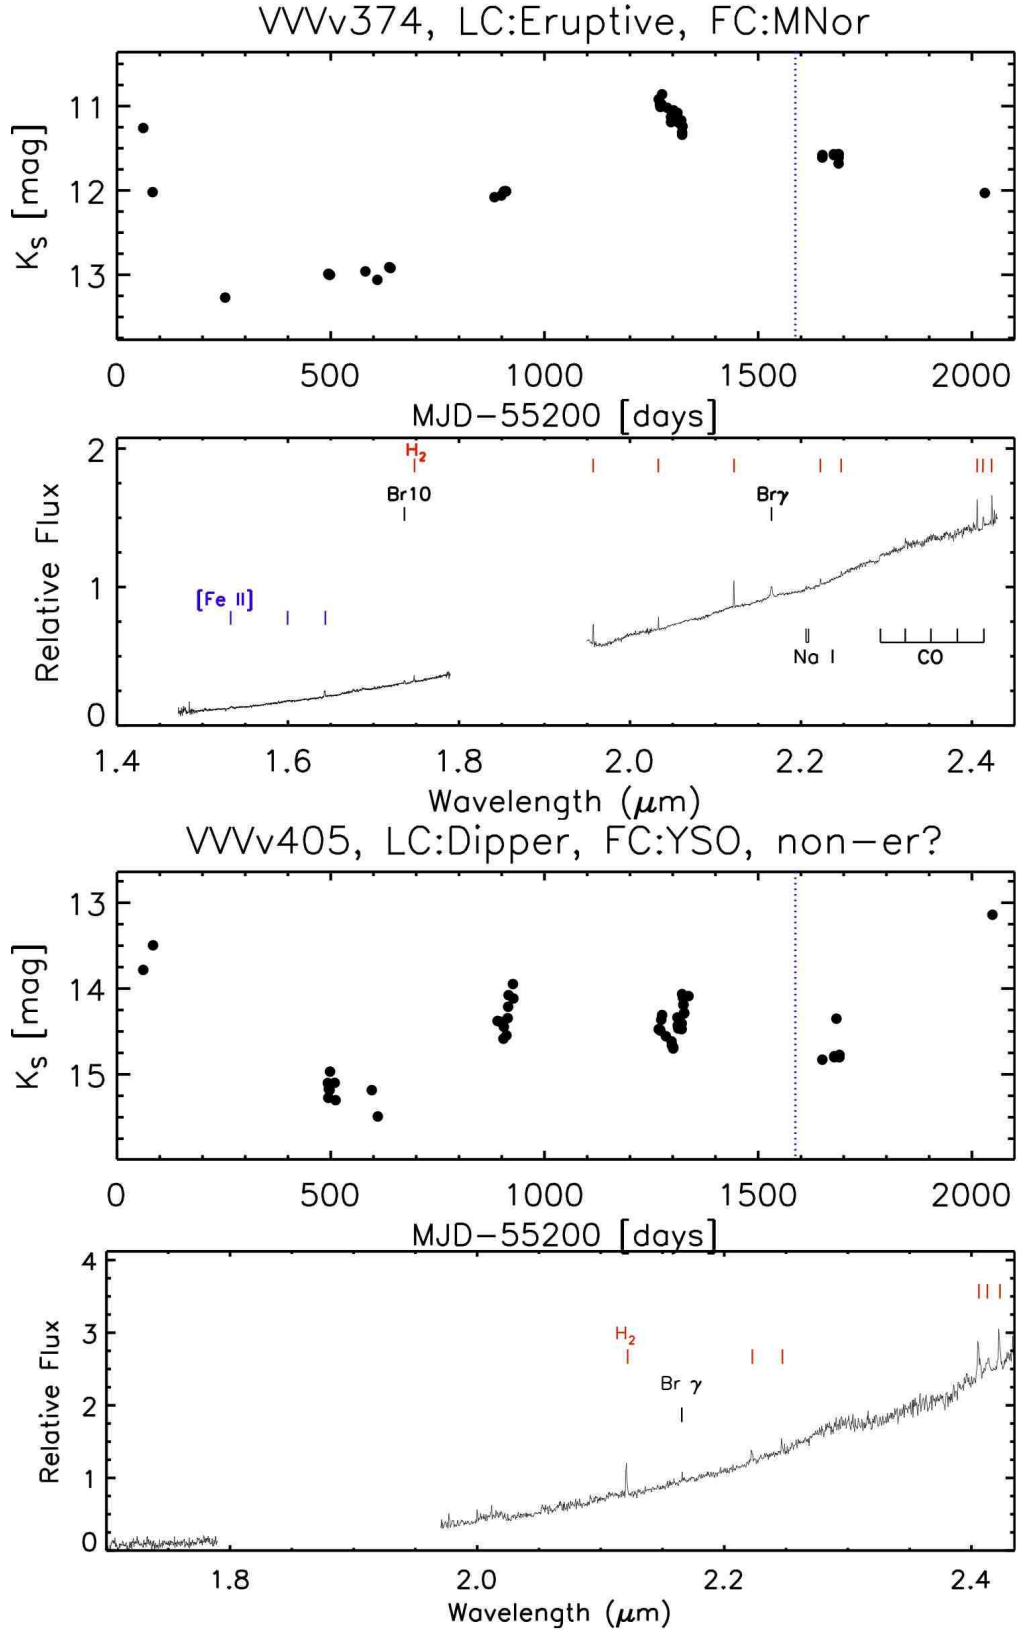 VVVv374, LC:Eruptive, FC:MNor
11
12
13
K_S [mag]
0 500 1000 1500 2000
MJD-55200 [days]
2
1
0
Relative Flux
H₂
Br10
Brγ
[Fe II]
Na I
CO
1.4 1.6 1.8 2.0 2.2 2.4
Wavelength (μm)
VVVv405, LC:Dipper, FC:YSO, non-er?
13
14
15
K_S [mag]
0 500 1000 1500 2000
MJD-55200 [days]
4
3
2
1
0
Relative Flux
H₂
Br γ
1.8 2.0 2.2 2.4
Wavelength (μm)